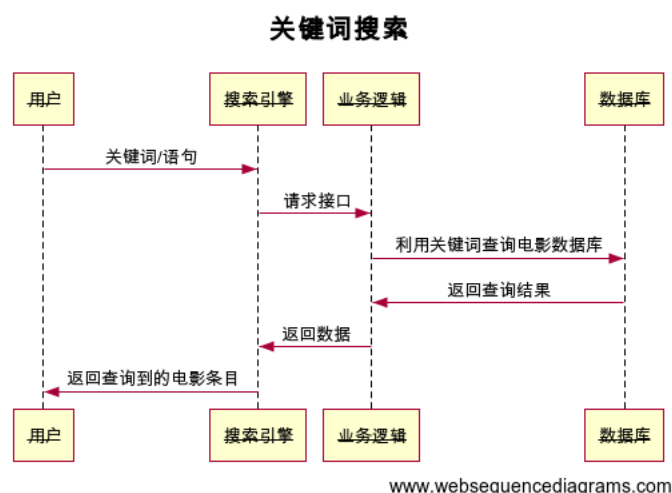 关键词搜索
用户 搜索引擎 业务逻辑 数据库
关键词/语句
请求接口
利用关键词查询电影数据库
返回查询结果
返回数据
返回查询到的电影条目
用户 搜索引擎 业务逻辑 数据库
www.websequencediagrams.com